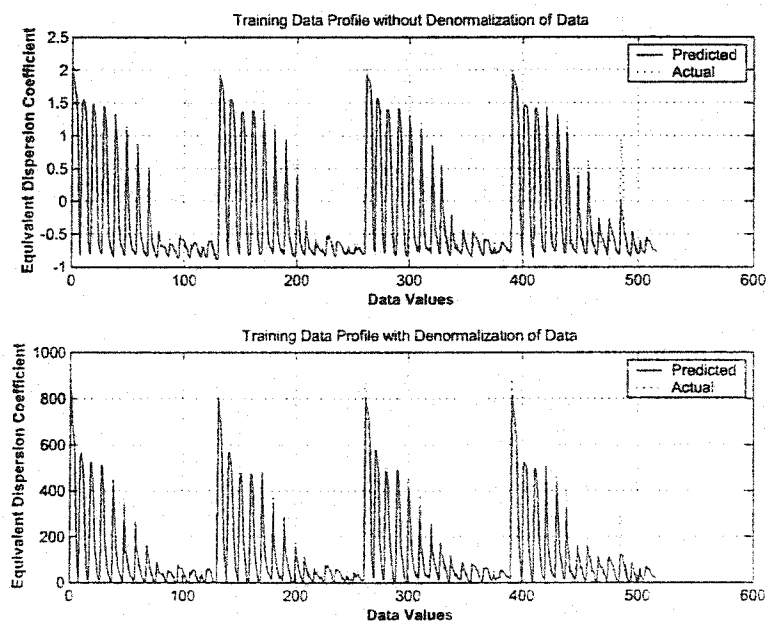 Training Data Profile without Denormalization of Data
Equivalent Dispersion Coefficient
2.5
2
1.5
1
0.5
0
-0.5
-1
Predicted
Actual
0 100 200 300 400 500 600
Data Values
Training Data Profile with Denormalization of Data
Equivalent Dispersion Coefficient
1000
800
600
400
200
0
Predicted
Actual
0 100 200 300 400 500 600
Data Values